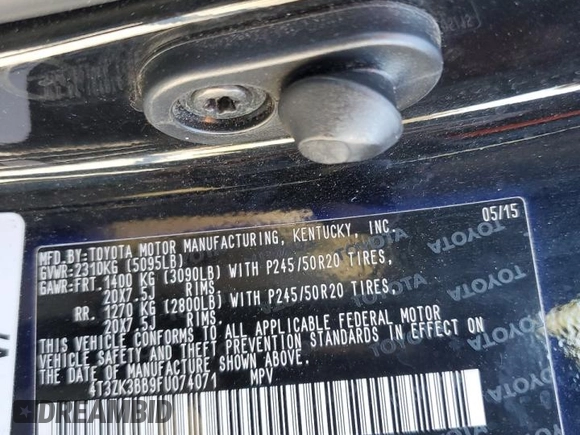 MFD.BY:TOYOTA MOTOR MANUFACTURING, KENTUCKY, INC. 05/15
GVWR:2310KG (5095LB)
GAWR:FRT. 1400 KG (3090LB) WITH P245/50R20 TIRES,
20X7.5J RIMS.
RR. 1270 KG (2800LB) WITH P245/50R20 TIRES,
20X7.5J RIMS.
THIS VEHICLE CONFORMS TO ALL APPLICABLE FEDERAL MOTOR
VEHICLE SAFETY AND THEFT PREVENTION STANDARDS IN EFFECT ON
THE DATE OF MANUFACTURE SHOWN ABOVE.
4T3ZK3BB9FU074071 MPV
TOYOTA
TOYOTA
TOYOTA
DREAMBID